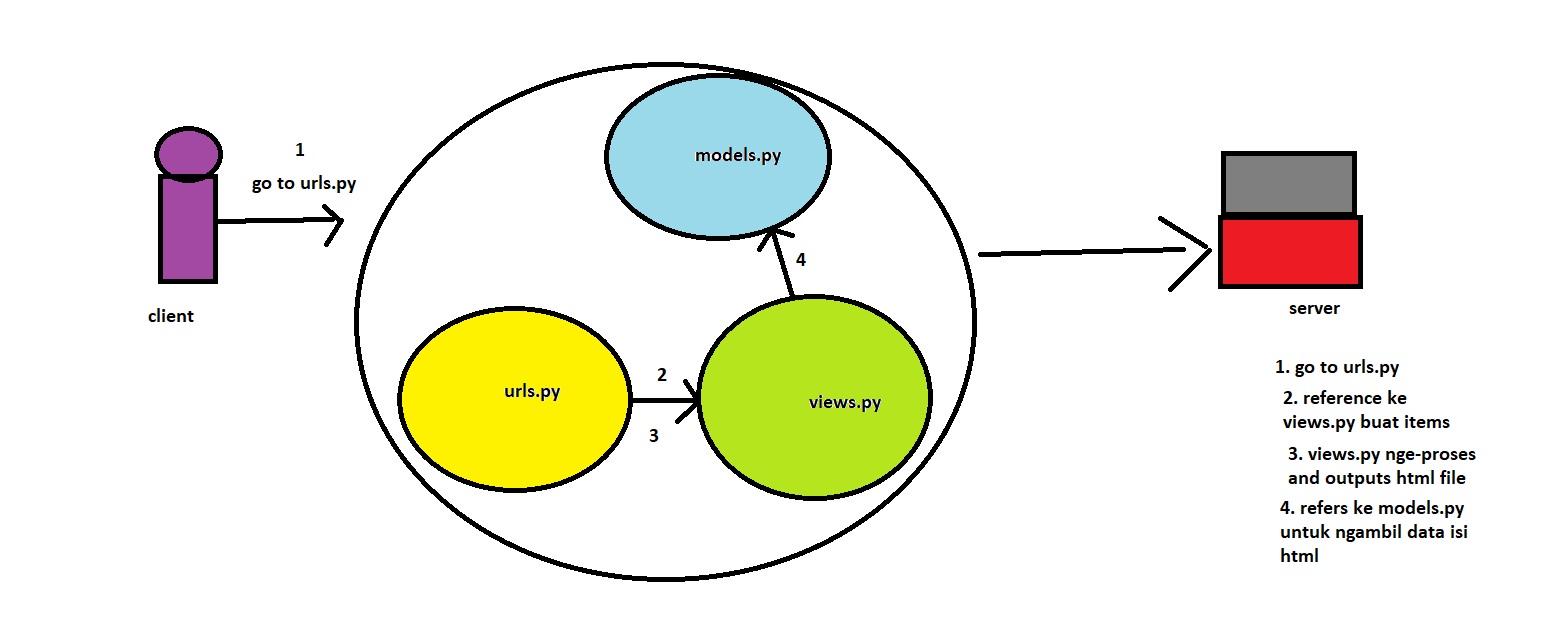 1
go to urls.py
client
models.py
4
urls.py
2
3
views.py
server
1. go to urls.py
2. reference ke
views.py buat items
3. views.py nge-proses
and outputs html file
4. refers ke models.py
untuk ngambil data isi
html